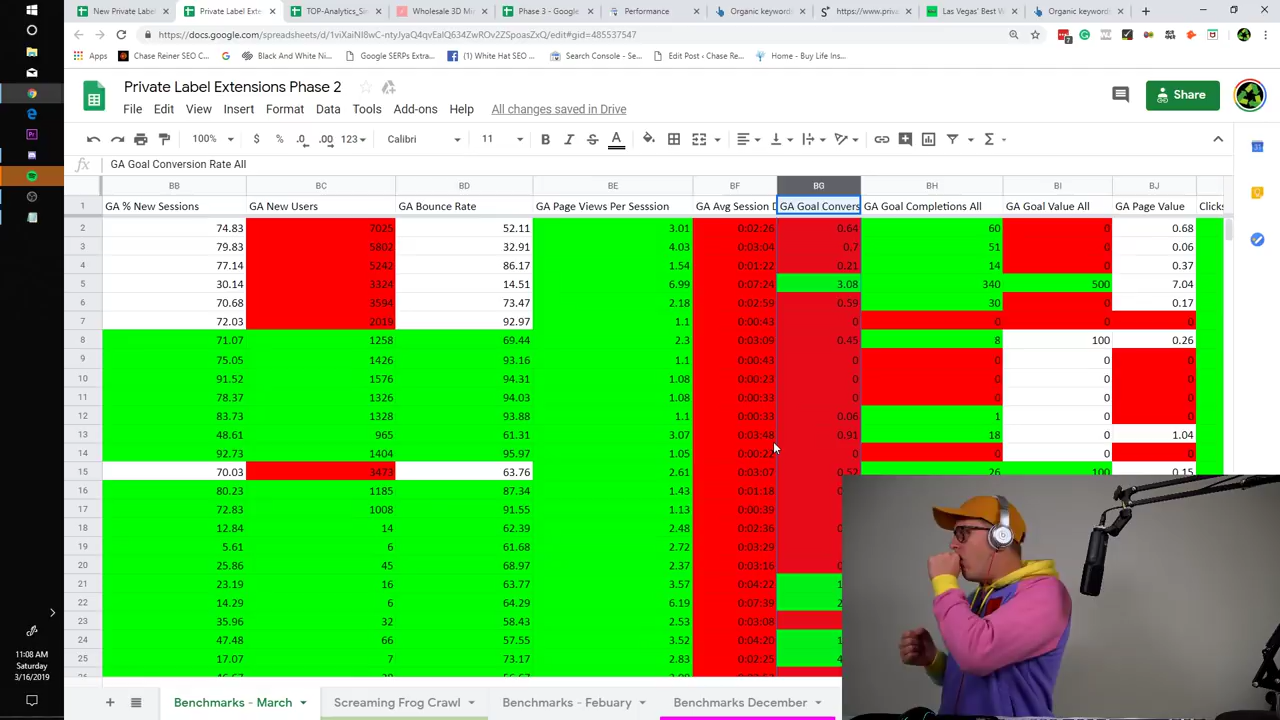 New Private Label
Private Label Exten
TOP-Analytics_Sin
Wholesale 3D Mi
Phase 3 - Google
Performance
Organic keyword
https://www.priva
Las Vegas' Best W
Organic keyword
https://docs.google.com/spreadsheets/d/
/edit#gid=485537547
Apps
Chase Reiner SEO C...
Black And White Ni...
Google SERPs Extra...
(1) White Hat SEO ...
Search Console - Se...
Edit Post ‹ Chase Re...
Home - Buy Life Ins...
Private Label Extensions Phase 2
Share
File Edit View Insert Format Data Tools Add-ons Help All changes saved in Drive
100% $ % .0 .00 123 Calibri 11 B I S A
fx GA Goal Conversion Rate All
BB BC BD BE BF BG BH BI BJ
1 GA % New Sessions GA New Users GA Bounce Rate GA Page Views Per Sesssion GA Avg Session D GA Goal Convers GA Goal Completions All GA Goal Value All GA Page Value Clicks
2 74.83 7025 52.11 3.01 0:02:26 0.64 60 0 0.68
3 79.83 5802 32.91 4.03 0:03:04 0.7 51 0 0.06
4 77.14 5242 86.17 1.54 0:01:22 0.21 14 0 0.37
5 30.14 3324 14.51 6.99 0:07:24 3.08 340 500 7.04
6 70.68 3594 73.47 2.18 0:02:59 0.59 30 0 0.17
7 72.03 2019 92.97 1.1 0:00:43 0 0 0 0
8 71.07 1258 69.44 2.3 0:03:09 0.45 8 100 0.26
9 75.05 1426 93.16 1.1 0:00:43 0 0 0 0
10 91.52 1576 94.31 1.08 0:00:23 0 0 0 0
11 78.37 1326 94.03 1.08 0:00:33 0 0 0 0
12 83.73 1328 93.88 1.1 0:00:33 0.06 1 0 0
13 48.61 965 61.31 3.07 0:03:48 0.91 18 0 1.04
14 92.73 1404 95.97 1.05 0:00:22 0 0 0 0
15 70.03 3473 63.76 2.61 0:03:07 0.52 26 100 0.15
16 80.23 1185 87.34 1.43 0:01:18
17 72.83 1008 91.55 1.13 0:00:39
18 12.84 14 62.39 2.48 0:02:36
19 5.61 6 61.68 2.72 0:03:29
20 25.86 45 68.97 2.37 0:03:16
21 23.19 16 63.77 3.57 0:04:22
22 14.29 6 64.29 6.19 0:07:39
23 35.96 32 58.43 2.53 0:03:08
24 47.48 66 57.55 3.52 0:04:20
25 17.07 7 73.17 2.83 0:02:25
11:08 AM
Saturday
3/16/2019
Benchmarks - March Screaming Frog Crawl Benchmarks - Febuary Benchmarks December